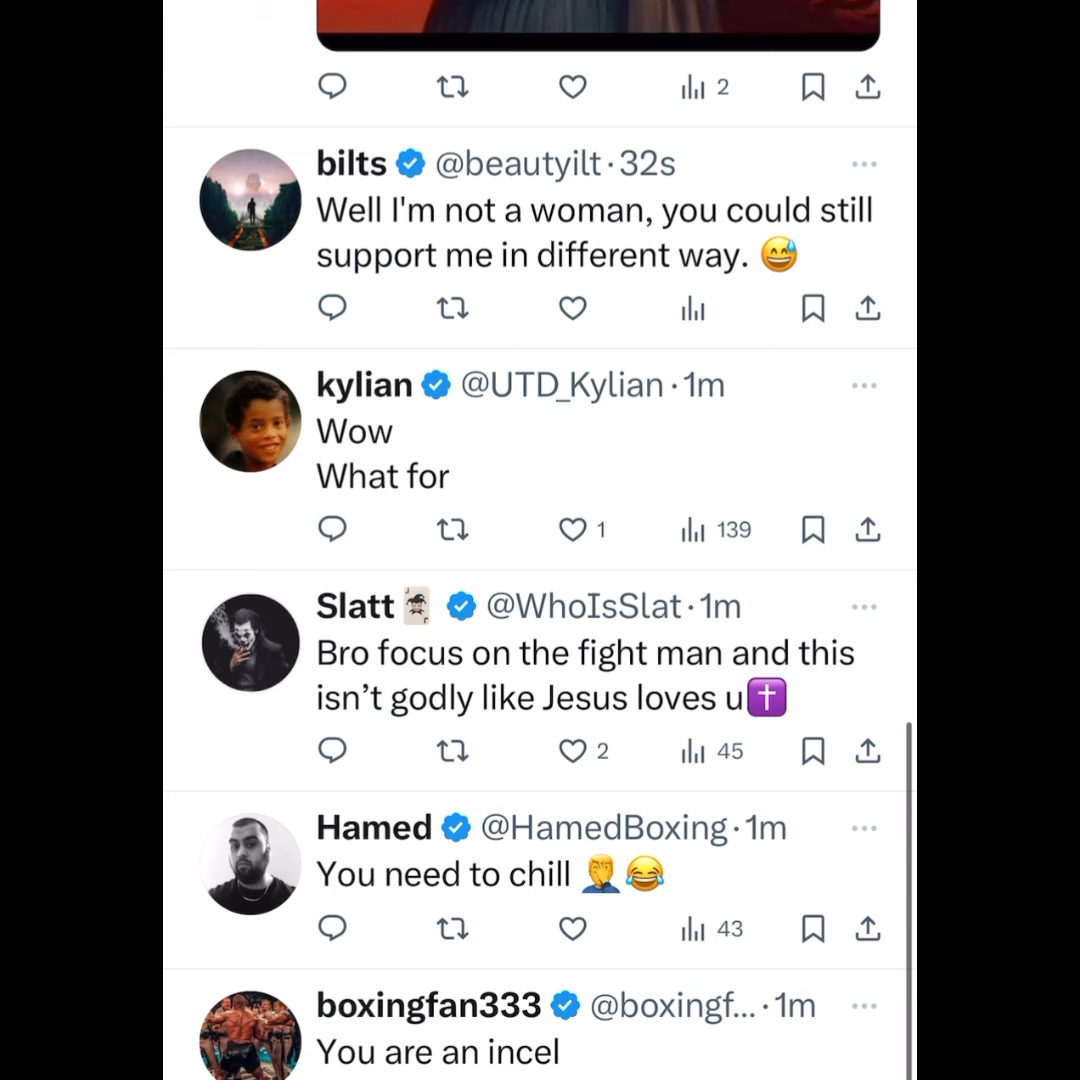 2
bilts @beautyilt · 32s
Well I'm not a woman, you could still
support me in different way. 😅
kylian @UTD_Kylian · 1m
Wow
What for
1 139
Slatt🃏 @WhoIsSlat · 1m
Bro focus on the fight man and this
isn’t godly like Jesus loves u✝️
2 45
Hamed @HamedBoxing · 1m
You need to chill 🤦‍♂️😂
43
boxingfan333 @boxingf... · 1m
You are an incel